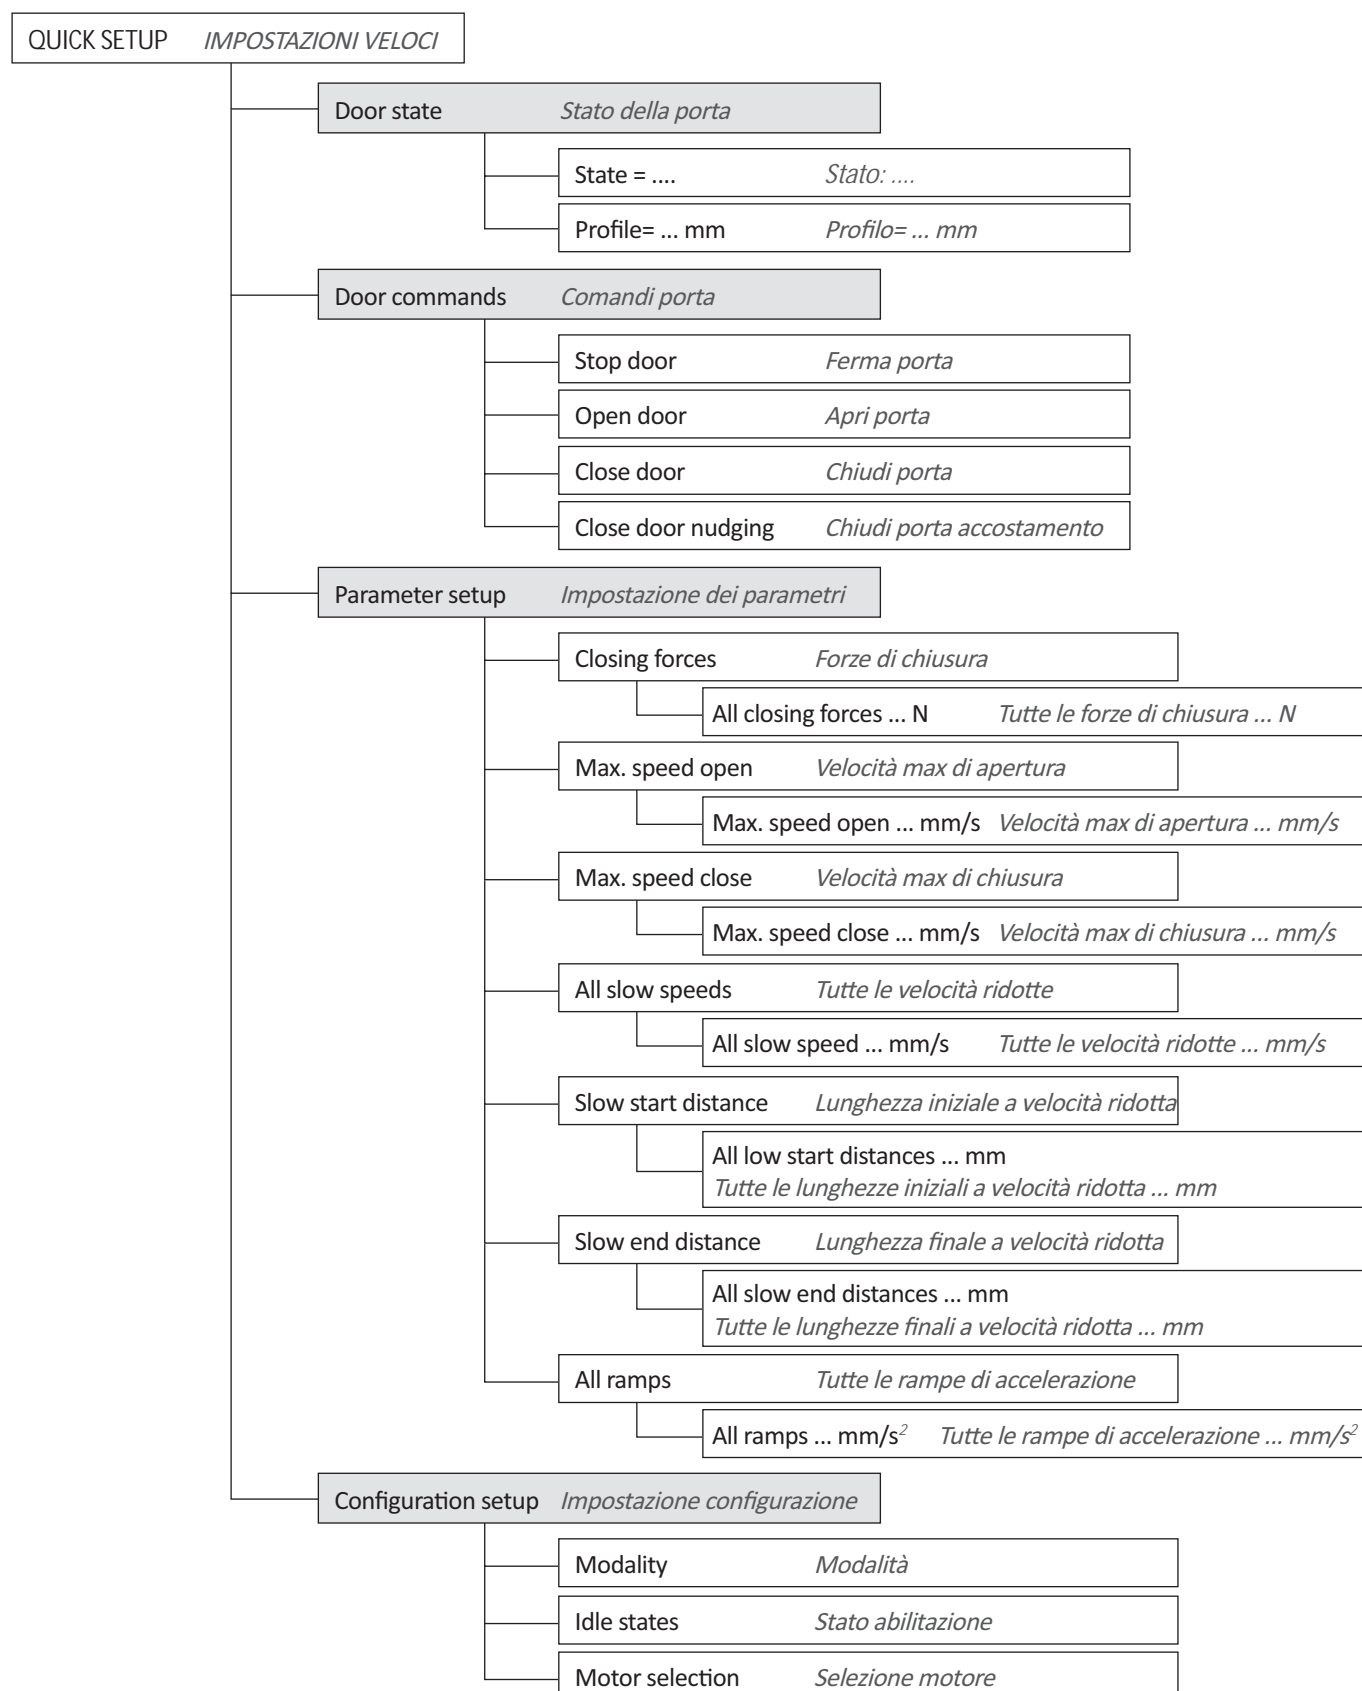 QUICK SETUP IMPOSTAZIONI VELOCI
Door state Stato della porta
State = .... Stato: ....
Profile= ... mm Profilo= ... mm
Door commands Comandi porta
Stop door Ferma porta
Open door Apri porta
Close door Chiudi porta
Close door nudging Chiudi porta accostamento
Parameter setup Impostazione dei parametri
Closing forces Forze di chiusura
All closing forces ... N Tutte le forze di chiusura ... N
Max. speed open Velocità max di apertura
Max. speed open ... mm/s Velocità max di apertura ... mm/s
Max. speed close Velocità max di chiusura
Max. speed close ... mm/s Velocità max di chiusura ... mm/s
All slow speeds Tutte le velocità ridotte
All slow speed ... mm/s Tutte le velocità ridotte ... mm/s
Slow start distance Lunghezza iniziale a velocità ridotta
All low start distances ... mm
Tutte le lunghezze iniziali a velocità ridotta ... mm
Slow end distance Lunghezza finale a velocità ridotta
All slow end distances ... mm
Tutte le lunghezze finali a velocità ridotta ... mm
All ramps Tutte le rampe di accelerazione
All ramps ... mm/s² Tutte le rampe di accelerazione ... mm/s²
Configuration setup Impostazione configurazione
Modality Modalità
Idle states Stato abilitazione
Motor selection Selezione motore